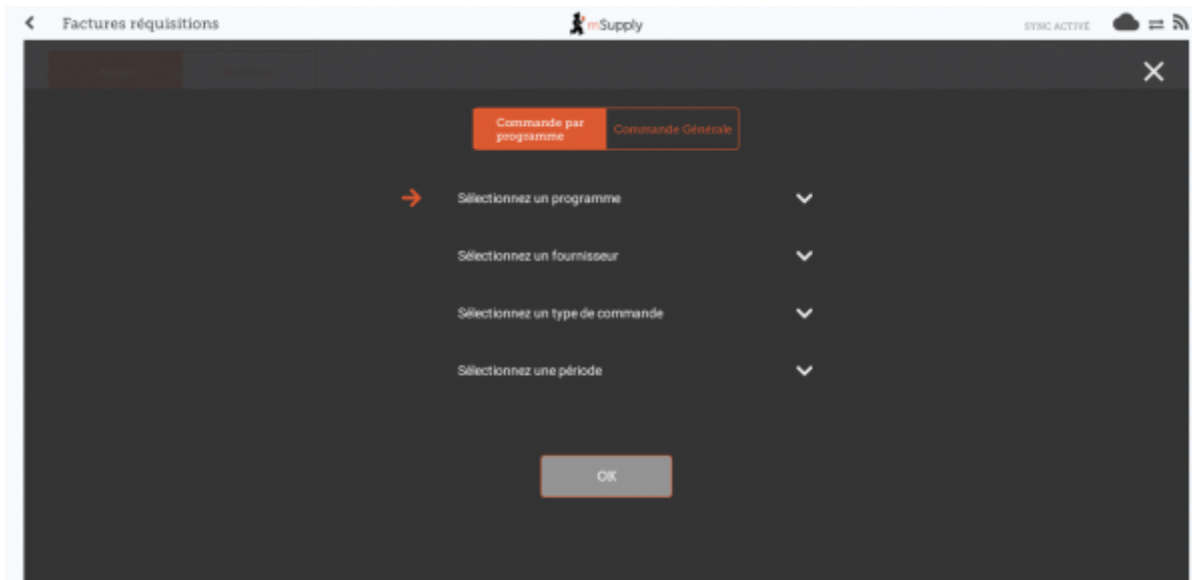 Factures réquisitions
mSupply
SYNC ACTIVE
Commande par
programme
Commande Générale
Sélectionnez un programme
Sélectionnez un fournisseur
Sélectionnez un type de commande
Sélectionnez une période
OK